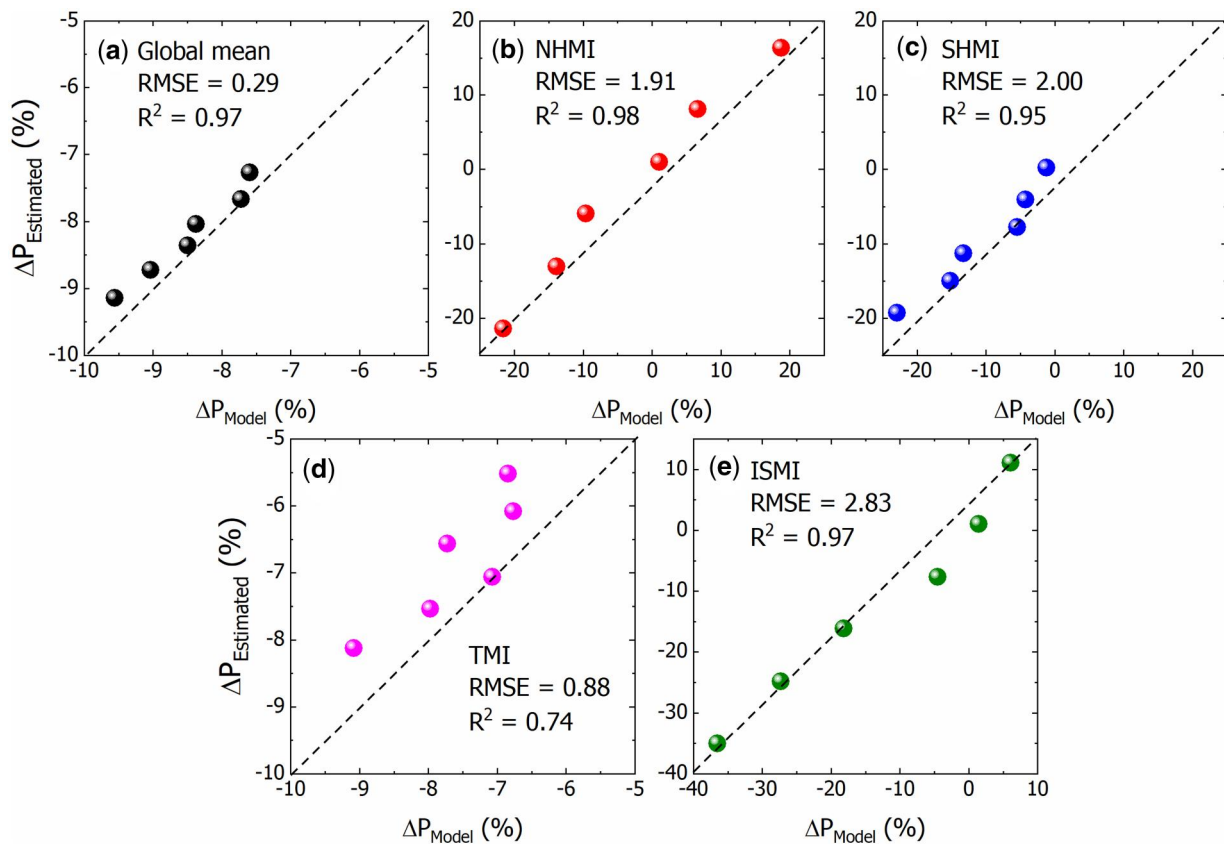 (a) Global mean
RMSE = 0.29
R² = 0.97
-5
-6
-7
-8
-9
-10
ΔP_Estimated (%)
-10 -9 -8 -7 -6 -5
ΔP_Model (%)
(b) NHMI
RMSE = 1.91
R² = 0.98
20
10
0
-10
-20
-20 -10 0 10 20
ΔP_Model (%)
(c) SHMI
RMSE = 2.00
R² = 0.95
20
10
0
-10
-20
-20 -10 0 10 20
ΔP_Model (%)
(d)
TMI
RMSE = 0.88
R² = 0.74
-5
-6
-7
-8
-9
-10
ΔP_Estimated (%)
-10 -9 -8 -7 -6 -5
ΔP_Model (%)
(e) ISMI
RMSE = 2.83
R² = 0.97
10
0
-10
-20
-30
-40
-40 -30 -20 -10 0 10
ΔP_Model (%)